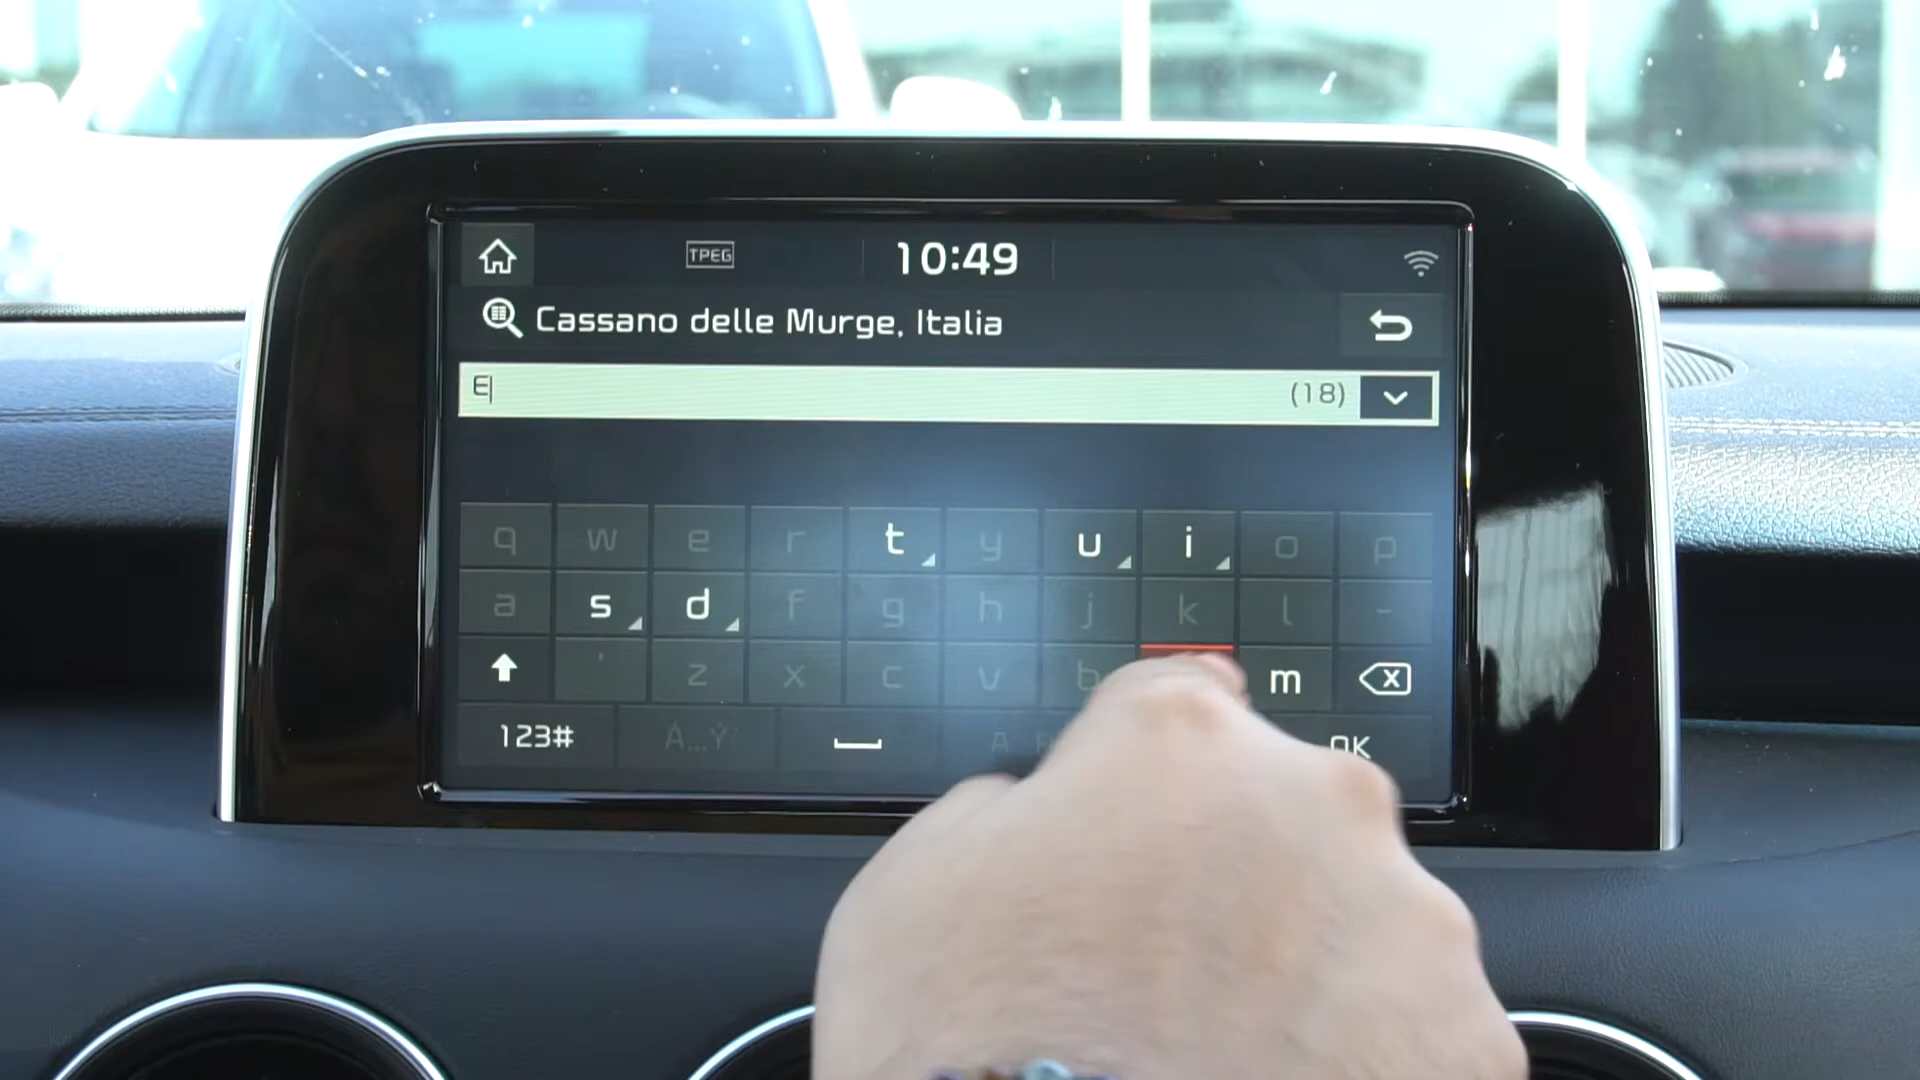 TPEG 10:49
Cassano delle Murge, Italia
E (18)
q w e r t y u i o p
a s d f g h j k l -
' z x c v b m
123# Á...Ý OK